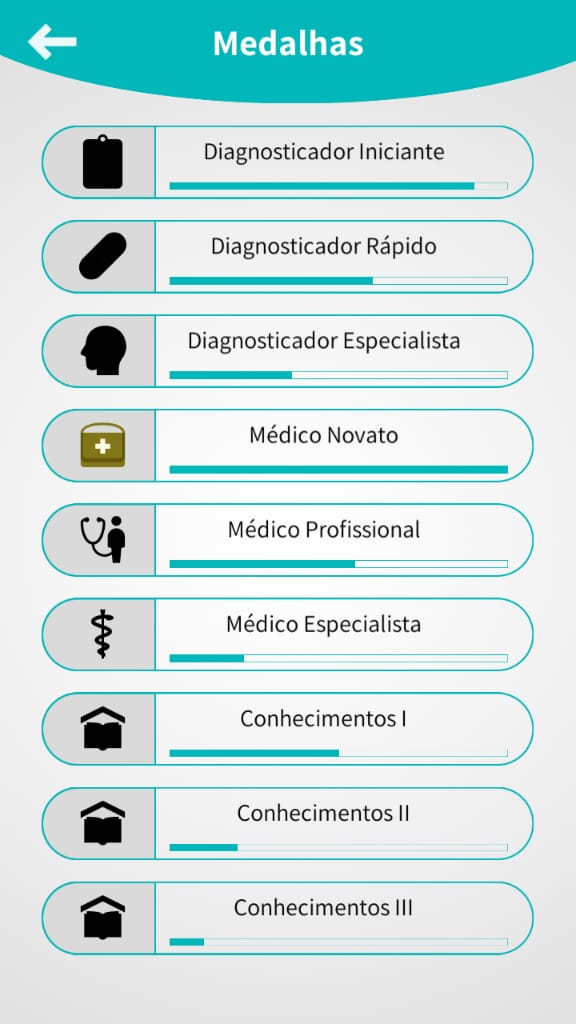 Medalhas
Diagnosticador Iniciante
Diagnosticador Rápido
Diagnosticador Especialista
Médico Novato
Médico Profissional
Médico Especialista
Conhecimentos I
Conhecimentos II
Conhecimentos III